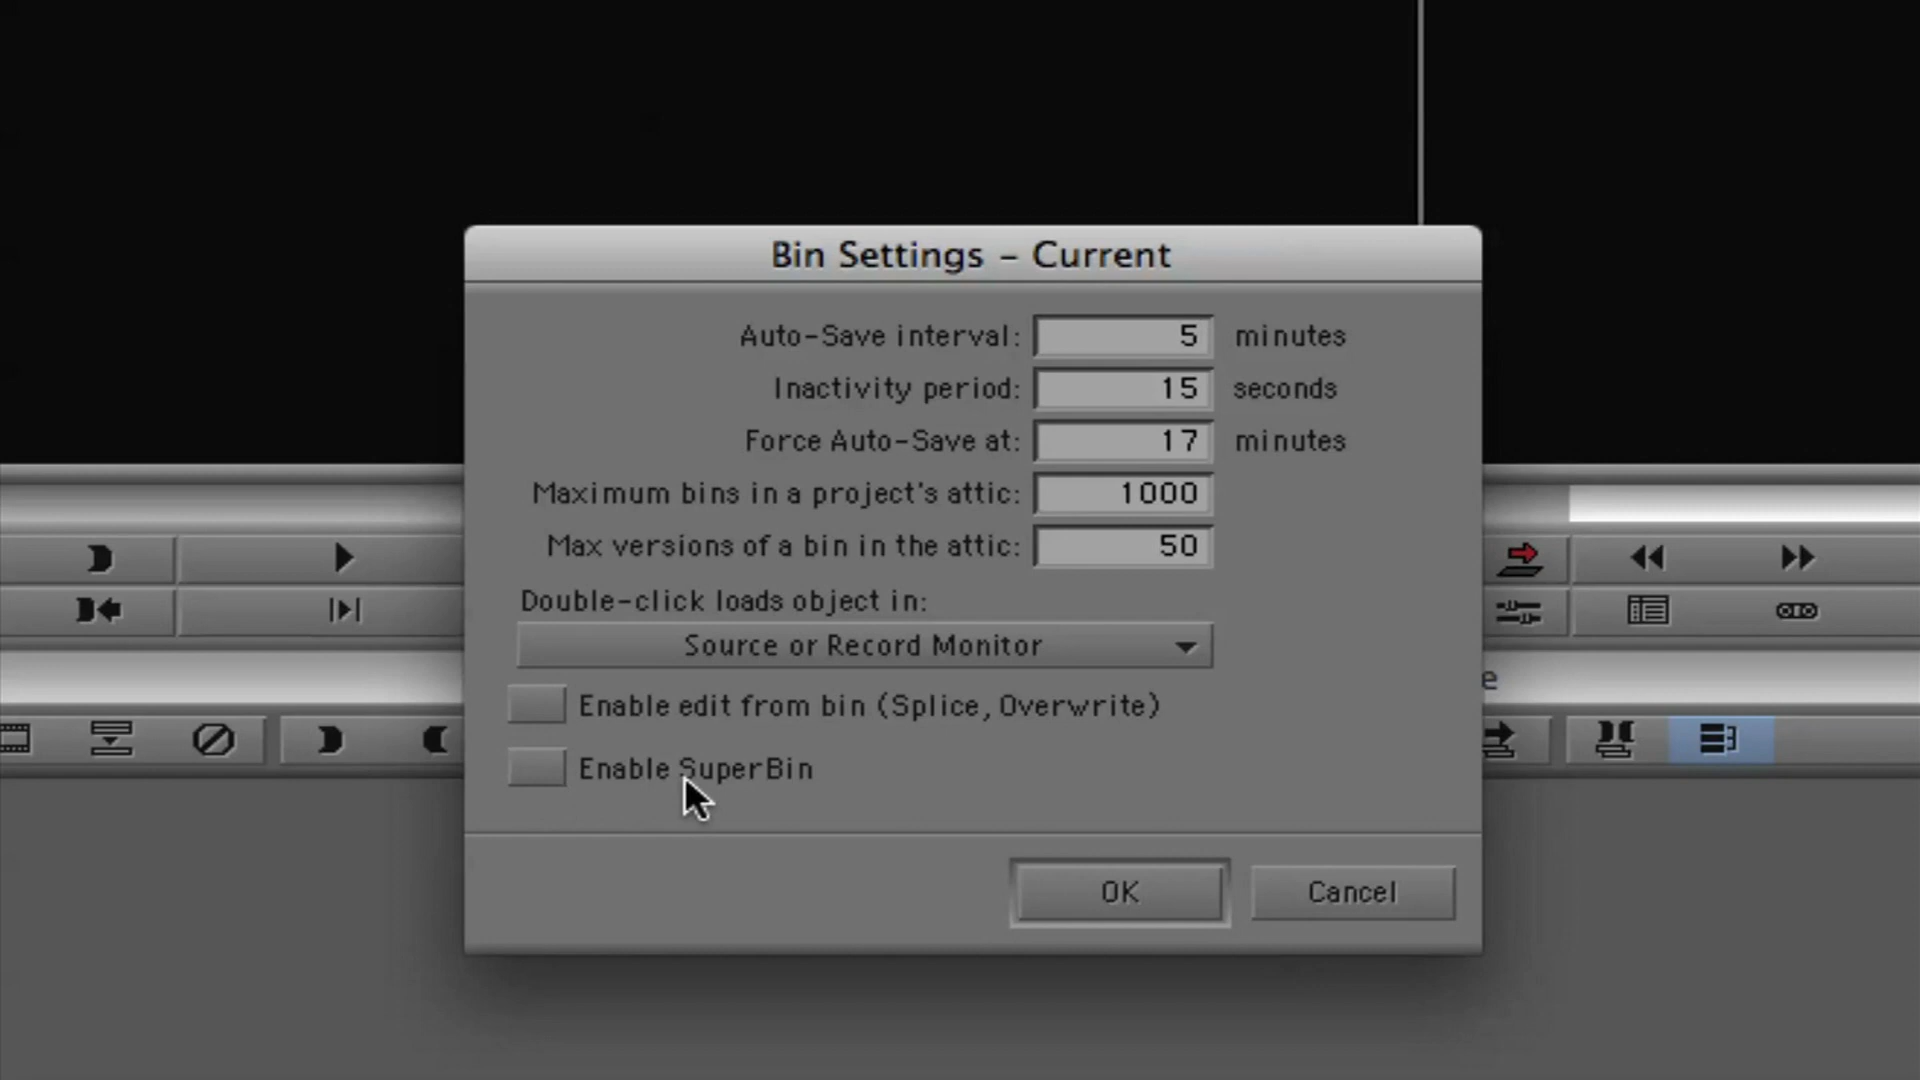 Bin Settings – Current
Auto-Save interval: 5 minutes
Inactivity period: 15 seconds
Force Auto-Save at: 17 minutes
Maximum bins in a project's attic: 1000
Max versions of a bin in the attic: 50
Double-click loads object in:
Source or Record Monitor
Enable edit from bin (Splice, Overwrite)
Enable SuperBin
OK Cancel